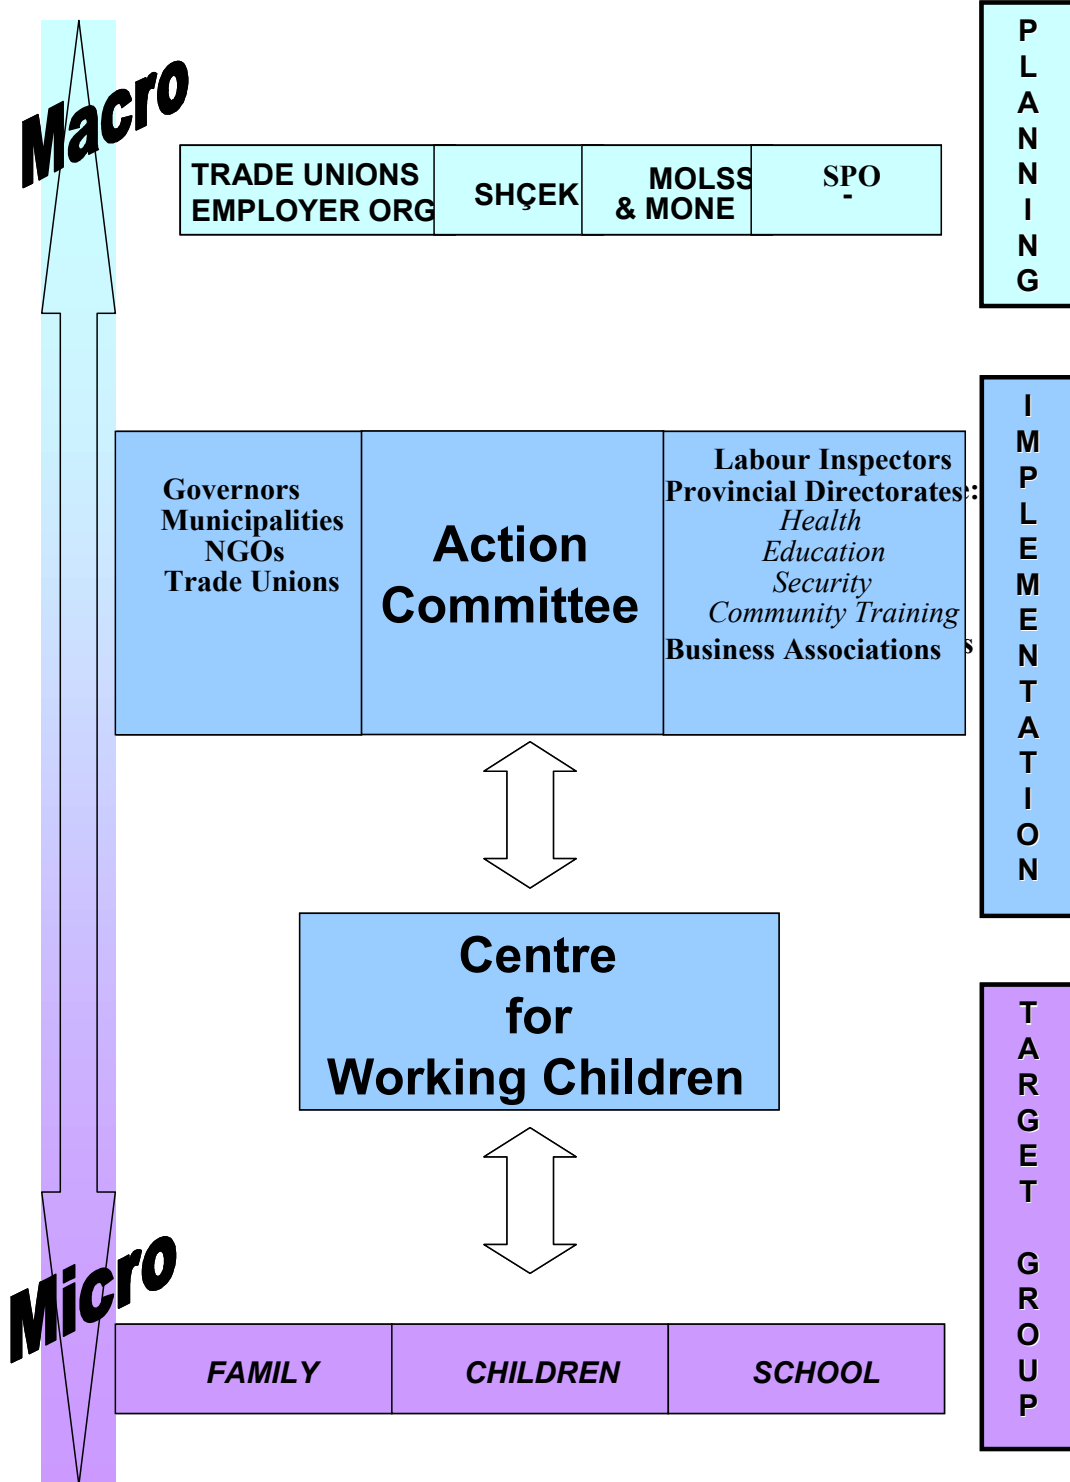 Macro
PLANNING
TRADE UNIONS
EMPLOYER ORG
SHÇEK
MOLSS
& MONE
SPO
-
IMPLEMENTATION
Governors
Municipalities
NGOs
Trade Unions
Action
Committee
Labour Inspectors
Provincial Directorates:
Health
Education
Security
Community Training
Business Associations
Centre
for
Working Children
TARGET GROUP
Micro
FAMILY
CHILDREN
SCHOOL